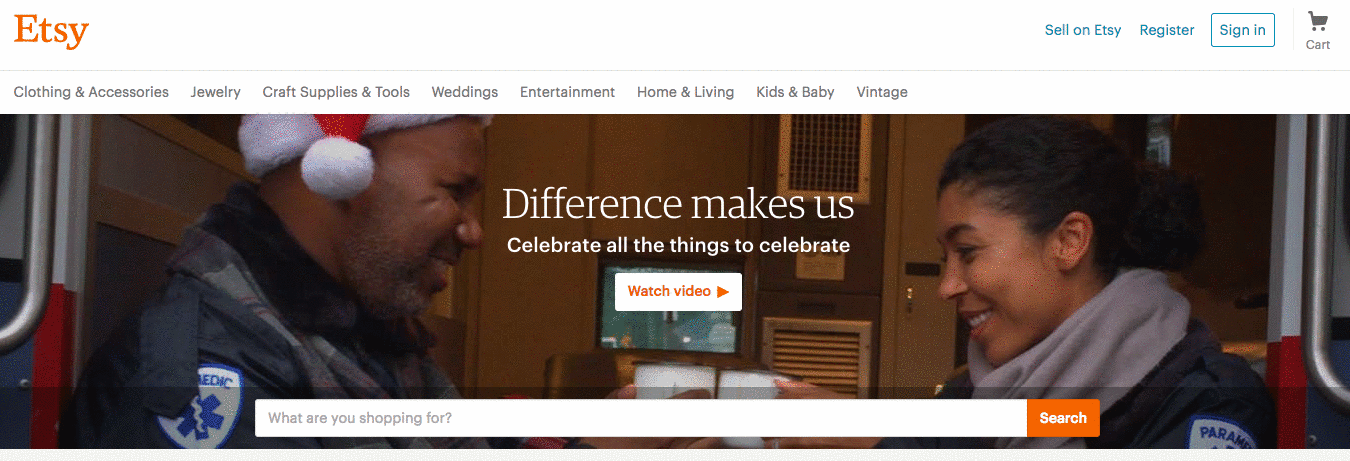 Etsy
Sell on Etsy Register Sign in
Cart
Clothing & Accessories Jewelry Craft Supplies & Tools Weddings Entertainment Home & Living Kids & Baby Vintage
Difference makes us
Celebrate all the things to celebrate
Watch video
MEDIC
What are you shopping for? Search
PARAME